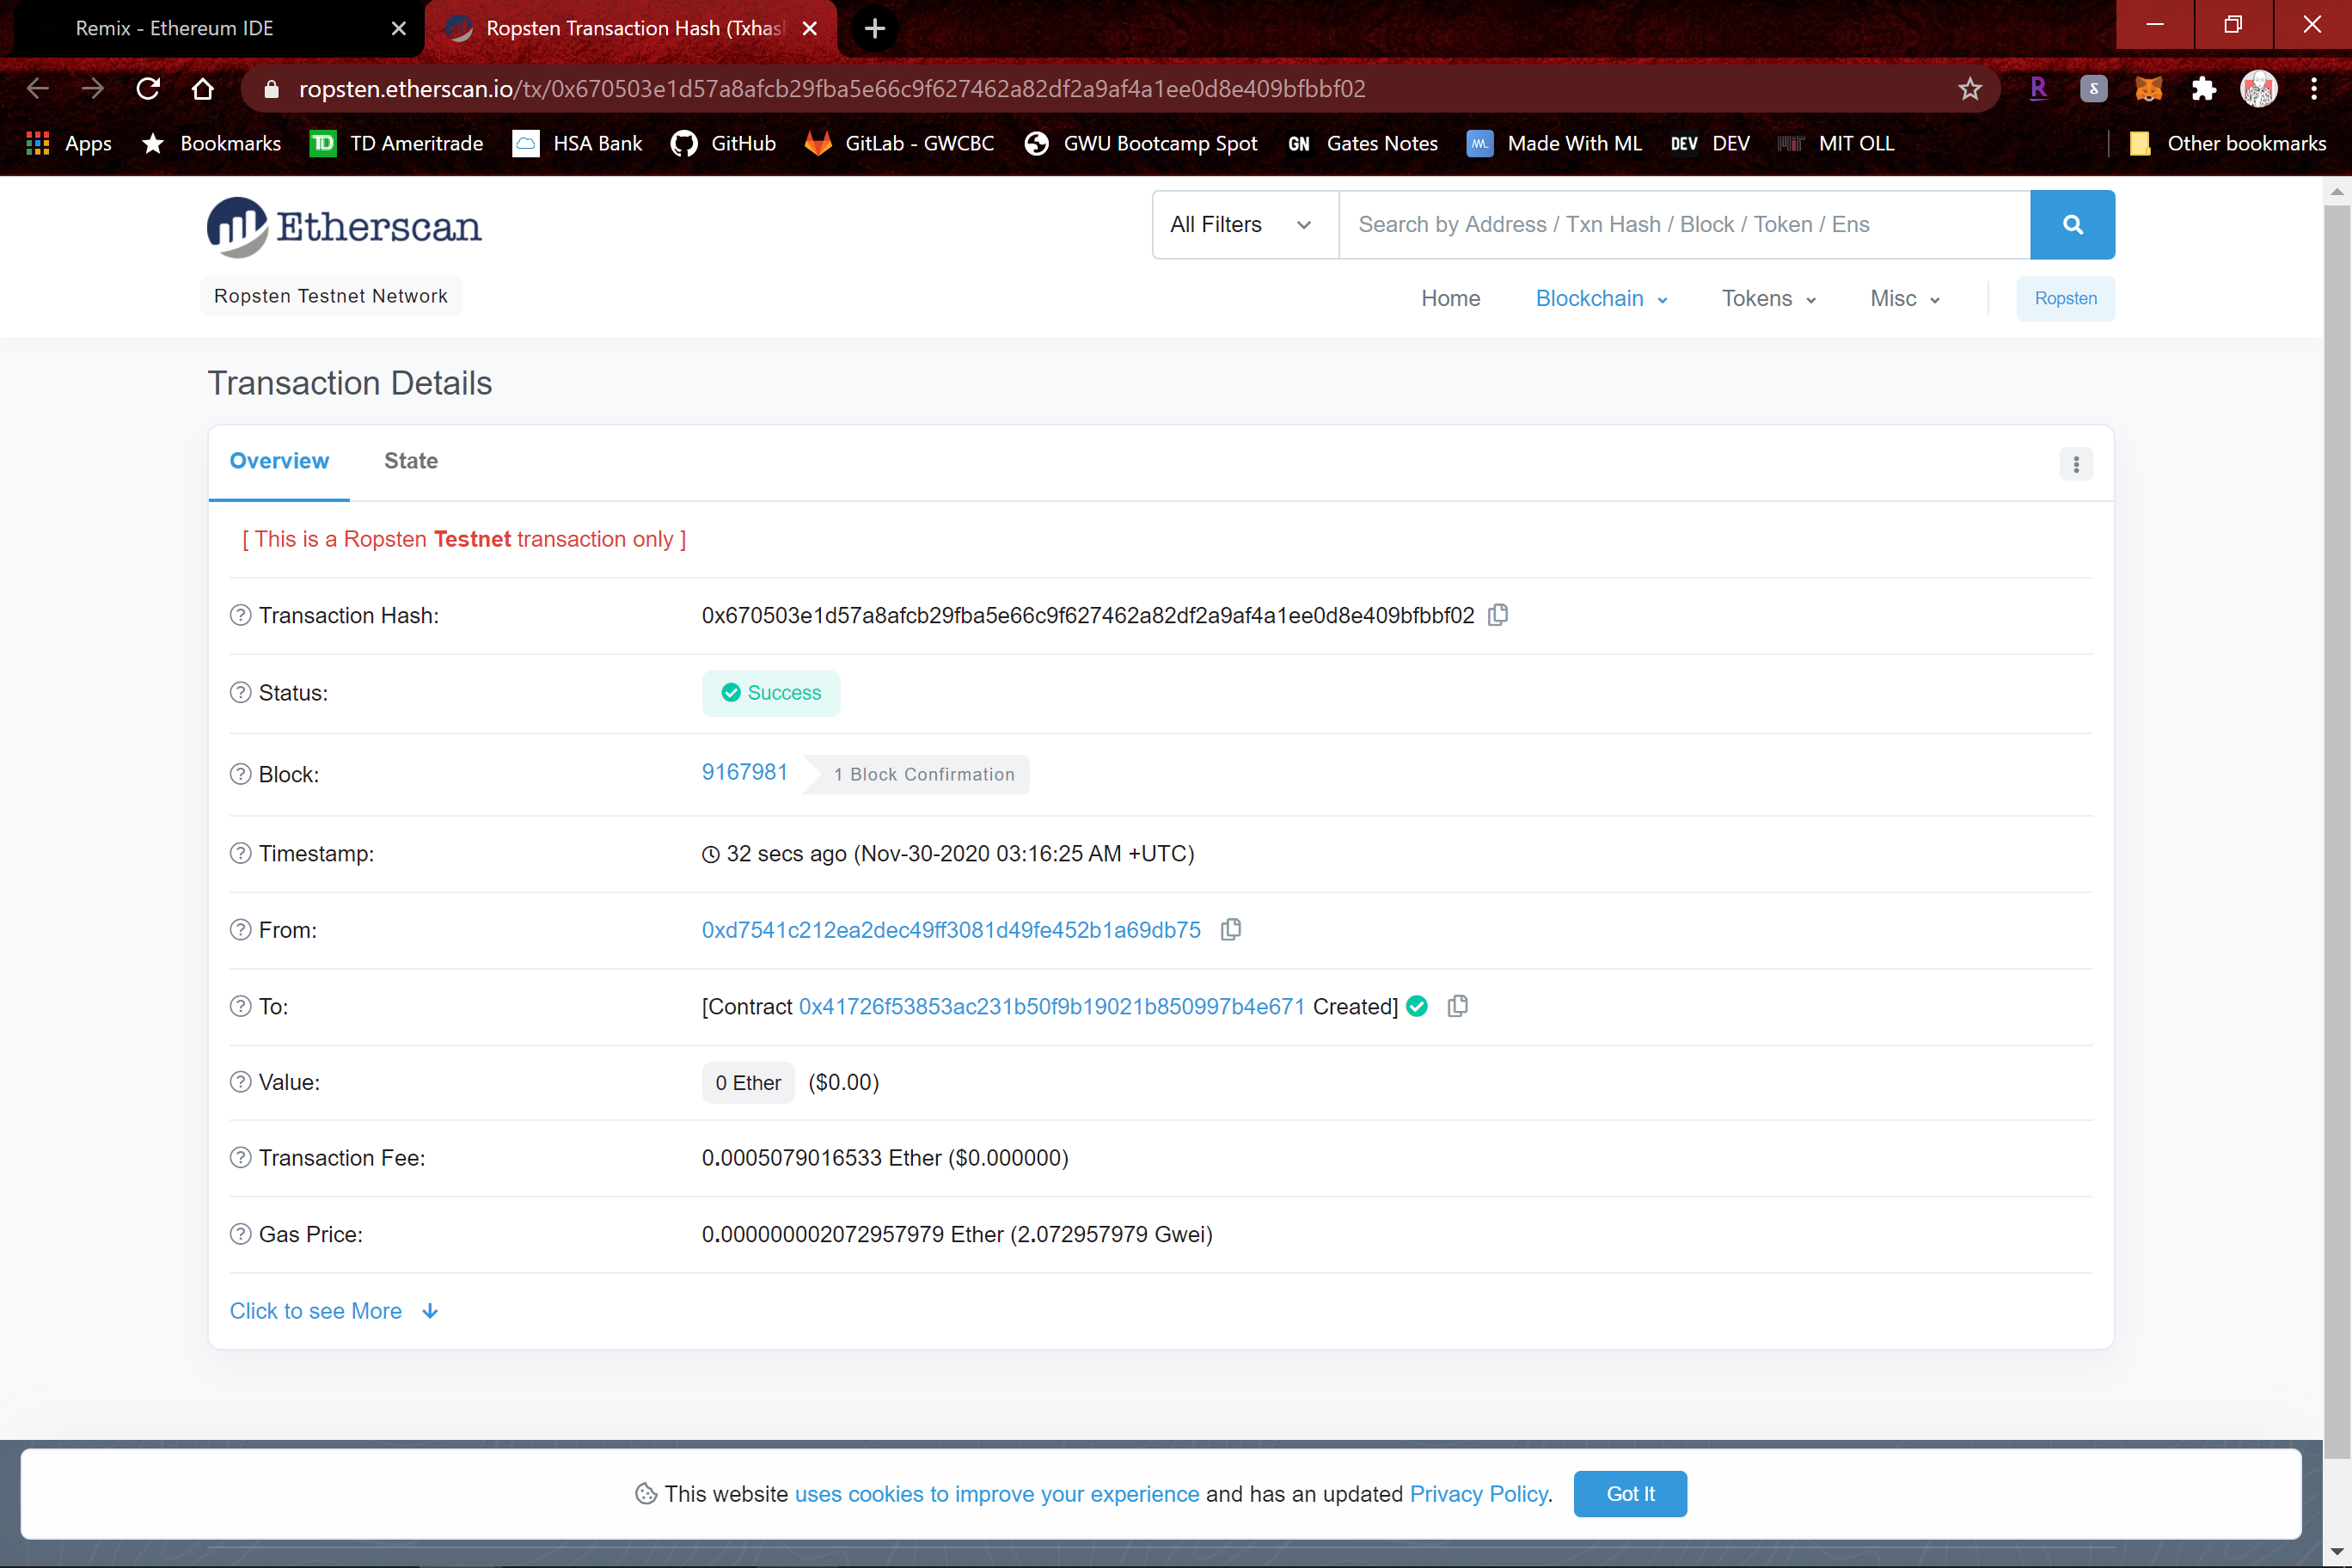 Remix - Ethereum IDE
Ropsten Transaction Hash (Txhas
ropsten.etherscan.io/tx/0x670503e1d57a8afcb29fba5e66c9f627462a82df2a9af4a1ee0d8e409bfbbf02
Apps Bookmarks TD Ameritrade HSA Bank GitHub GitLab - GWCBC GWU Bootcamp Spot GN Gates Notes Made With ML DEV DEV MIT OLL Other bookmarks
Etherscan
All Filters Search by Address / Txn Hash / Block / Token / Ens
Ropsten Testnet Network
Home Blockchain Tokens Misc Ropsten
Transaction Details
Overview State
[ This is a Ropsten Testnet transaction only ]
Transaction Hash: 0x670503e1d57a8afcb29fba5e66c9f627462a82df2a9af4a1ee0d8e409bfbbf02
Status: Success
Block: 9167981 1 Block Confirmation
Timestamp: 32 secs ago (Nov-30-2020 03:16:25 AM +UTC)
From: 0xd7541c212ea2dec49ff3081d49fe452b1a69db75
To: [Contract 0x41726f53853ac231b50f9b19021b850997b4e671 Created]
Value: 0 Ether ($0.00)
Transaction Fee: 0.0005079016533 Ether ($0.000000)
Gas Price: 0.000000002072957979 Ether (2.072957979 Gwei)
Click to see More
This website uses cookies to improve your experience and has an updated Privacy Policy. Got It